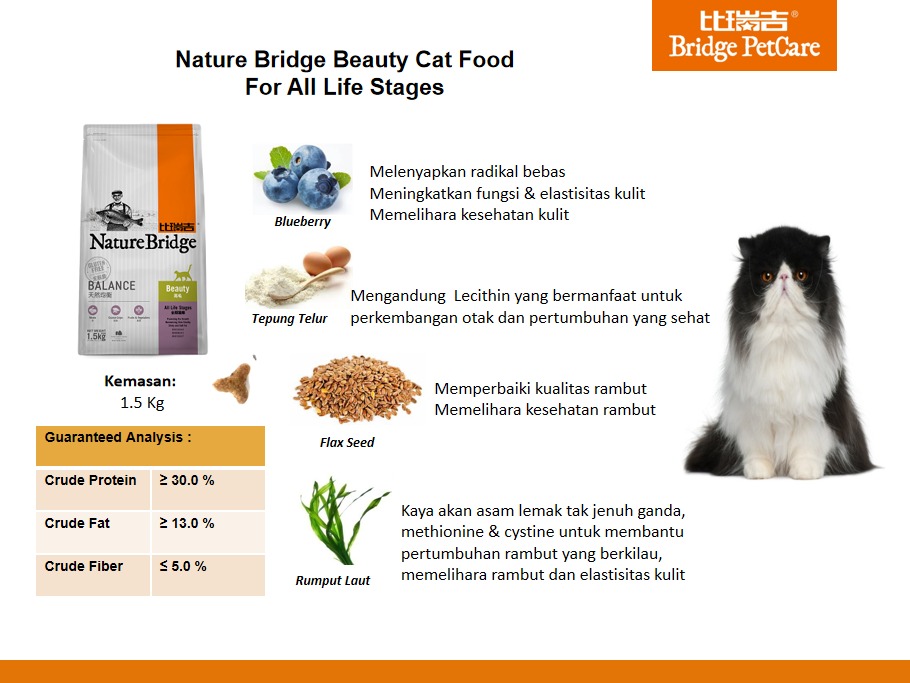 比瑞吉®
Bridge PetCare
Nature Bridge Beauty Cat Food
For All Life Stages
比瑞吉
NatureBridge
BALANCE
天然均衡
Beauty
All Life Stages
NET WEIGHT
1.5kg
Kemasan:
1.5 Kg
Guaranteed Analysis :
Crude Protein ≥ 30.0 %
Crude Fat ≥ 13.0 %
Crude Fiber ≤ 5.0 %
Melenyapkan radikal bebas
Meningkatkan fungsi & elastisitas kulit
Memelihara kesehatan kulit
Blueberry
Mengandung Lecithin yang bermanfaat untuk
perkembangan otak dan pertumbuhan yang sehat
Tepung Telur
Memperbaiki kualitas rambut
Memelihara kesehatan rambut
Flax Seed
Kaya akan asam lemak tak jenuh ganda,
methionine & cystine untuk membantu
pertumbuhan rambut yang berkilau,
memelihara rambut dan elastisitas kulit
Rumput Laut